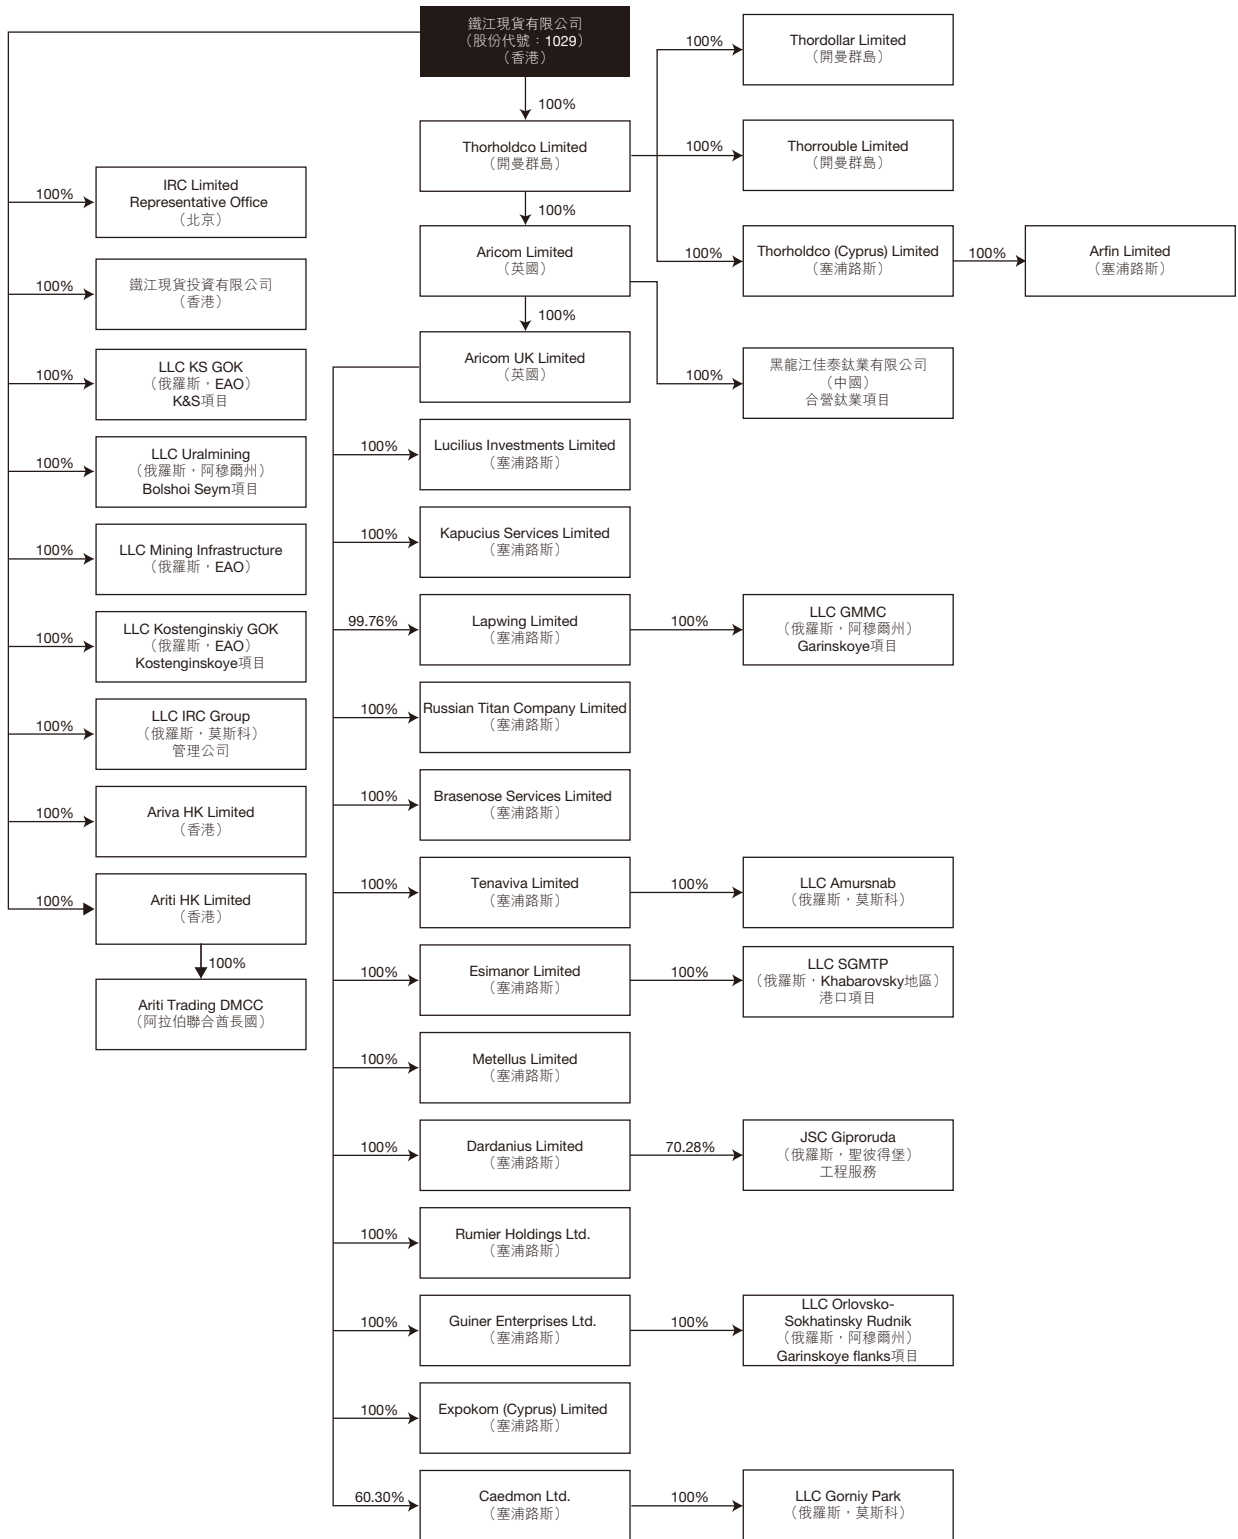 鐵江現貨有限公司
（股份代號：1029）
（香港）
100%
Thorholdco Limited
（開曼群島）
100%
Thordollar Limited
（開曼群島）
100%
Thorrouble Limited
（開曼群島）
100%
Thorholdco (Cyprus) Limited
（塞浦路斯）
100%
Arfin Limited
（塞浦路斯）
100%
Aricom Limited
（英國）
100%
黑龍江佳泰鈦業有限公司
（中國）
合營鈦業項目
100%
Aricom UK Limited
（英國）
100%
IRC Limited
Representative Office
（北京）
100%
鐵江現貨投資有限公司
（香港）
100%
LLC KS GOK
（俄羅斯，EAO）
K&S項目
100%
LLC Uralmining
（俄羅斯，阿穆爾州）
Bolshoi Seym項目
100%
LLC Mining Infrastructure
（俄羅斯，EAO）
100%
LLC Kostenginskiy GOK
（俄羅斯，EAO）
Kostenginskoye項目
100%
LLC IRC Group
（俄羅斯，莫斯科）
管理公司
100%
Ariva HK Limited
（香港）
100%
Ariti HK Limited
（香港）
100%
Ariti Trading DMCC
（阿拉伯聯合酋長國）
100%
Lucilius Investments Limited
（塞浦路斯）
100%
Kapucius Services Limited
（塞浦路斯）
99.76%
Lapwing Limited
（塞浦路斯）
100%
LLC GMMC
（俄羅斯，阿穆爾州）
Garinskoye項目
100%
Russian Titan Company Limited
（塞浦路斯）
100%
Brasenose Services Limited
（塞浦路斯）
100%
Tenaviva Limited
（塞浦路斯）
100%
LLC Amursnab
（俄羅斯，莫斯科）
100%
Esimanor Limited
（塞浦路斯）
100%
LLC SGMTP
（俄羅斯，Khabarovsky地區）
港口項目
100%
Metellus Limited
（塞浦路斯）
100%
Dardanius Limited
（塞浦路斯）
70.28%
JSC Giproruda
（俄羅斯，聖彼得堡）
工程服務
100%
Rumier Holdings Ltd.
（塞浦路斯）
100%
Guiner Enterprises Ltd.
（塞浦路斯）
100%
LLC Orlovsko-
Sokhatinsky Rudnik
（俄羅斯，阿穆爾州）
Garinskoye flanks項目
100%
Expokom (Cyprus) Limited
（塞浦路斯）
60.30%
Caedmon Ltd.
（塞浦路斯）
100%
LLC Gorniy Park
（俄羅斯，莫斯科）